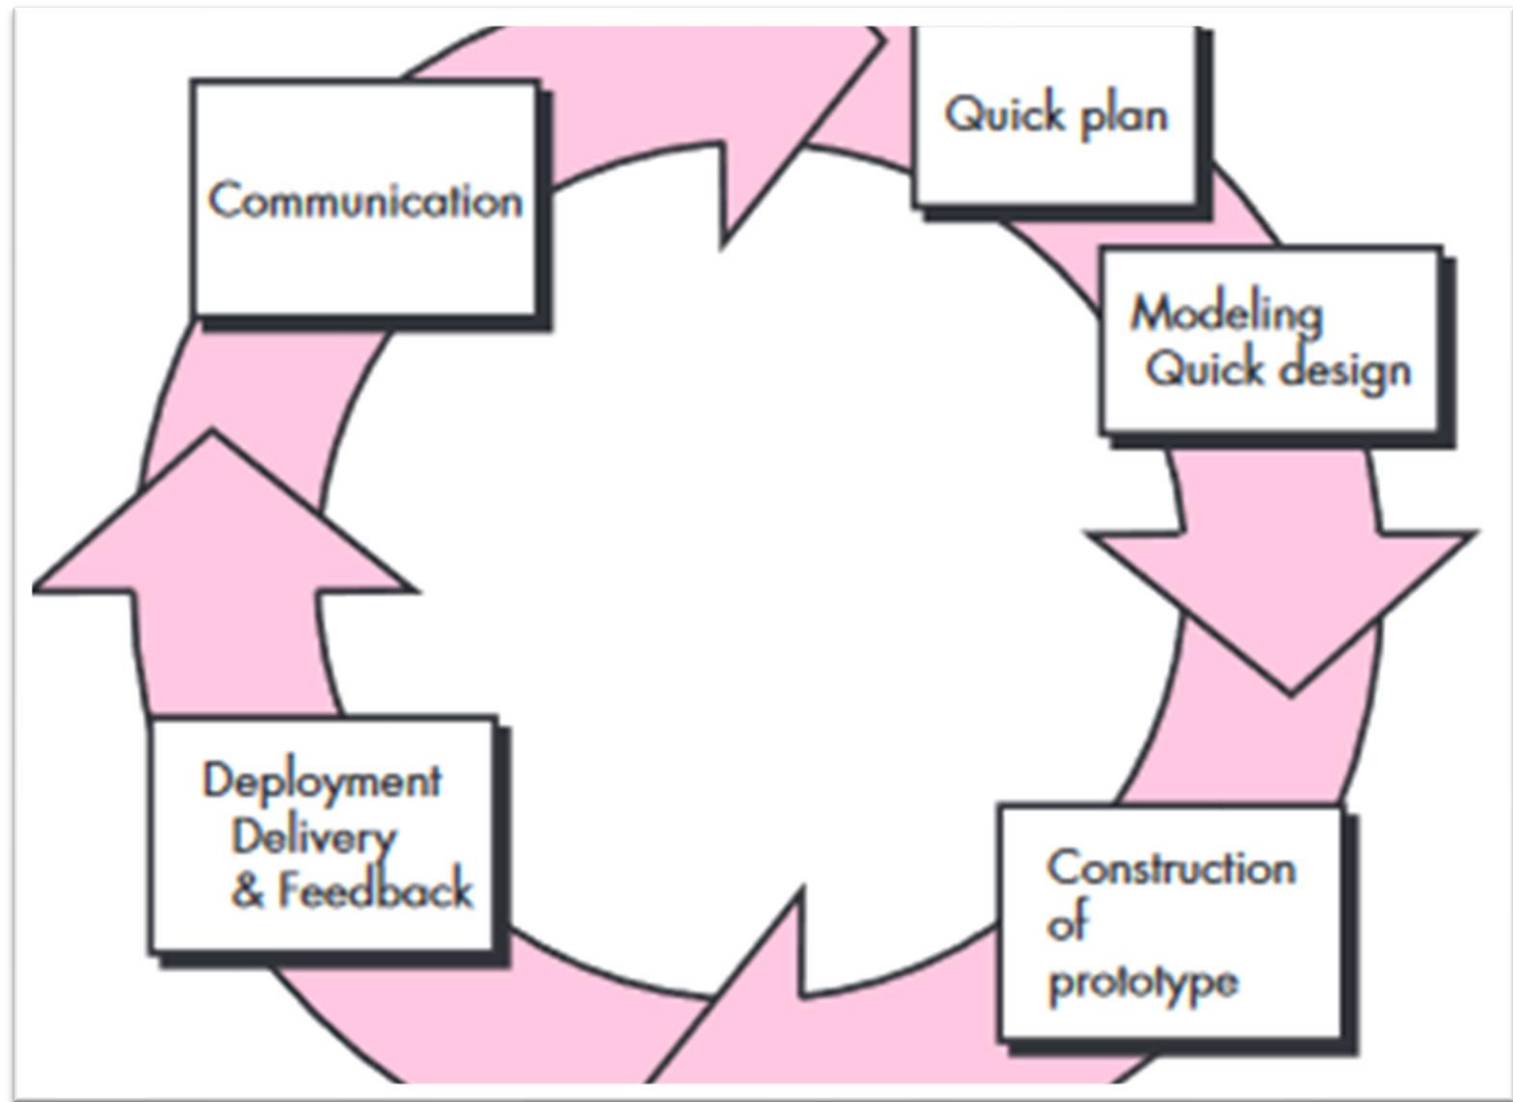 Communication
Quick plan
Modeling
Quick design
Construction
of
prototype
Deployment
Delivery
& Feedback